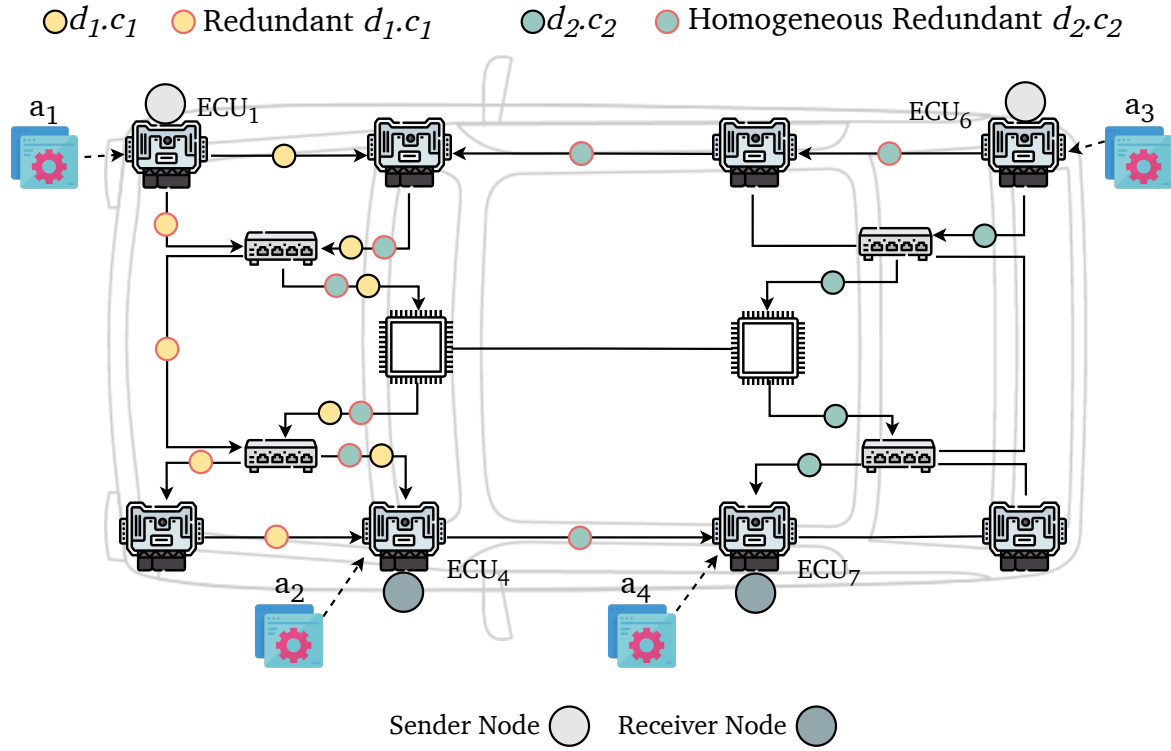 d₁.c₁ Redundant d₁.c₁ d₂.c₂ Homogeneous Redundant d₂.c₂
a₁ ECU₁ ECU₆ a₃
a₂ ECU₄ a₄ ECU₇
Sender Node Receiver Node